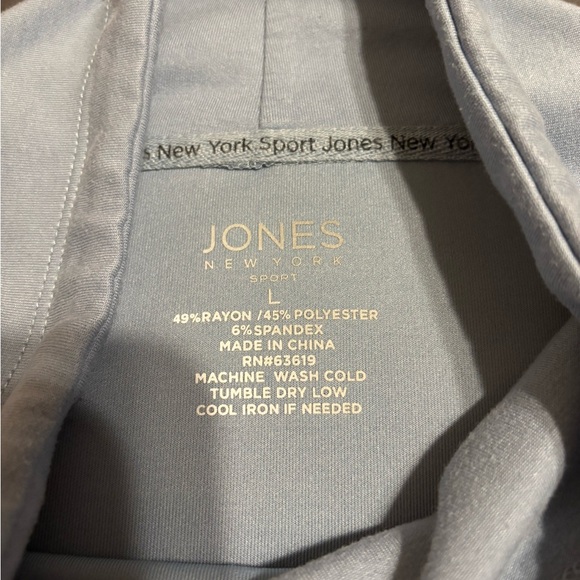 s New York Sport Jones New Yo
JONES
NEW YORK
SPORT
L
49%RAYON /45% POLYESTER
6%SPANDEX
MADE IN CHINA
RN#63619
MACHINE WASH COLD
TUMBLE DRY LOW
COOL IRON IF NEEDED